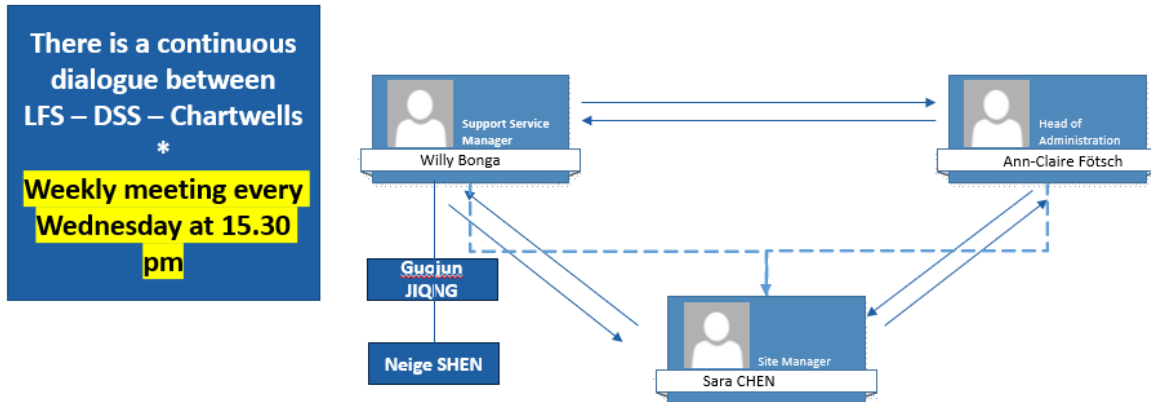 There is a continuous
dialogue between
LFS – DSS – Chartwells
*
Weekly meeting every
Wednesday at 15.30
pm
Support Service
Manager
Willy Bonga
Head of
Administration
Ann-Claire Fötsch
Guojun
JIQNG
Neige SHEN
Site Manager
Sara CHEN